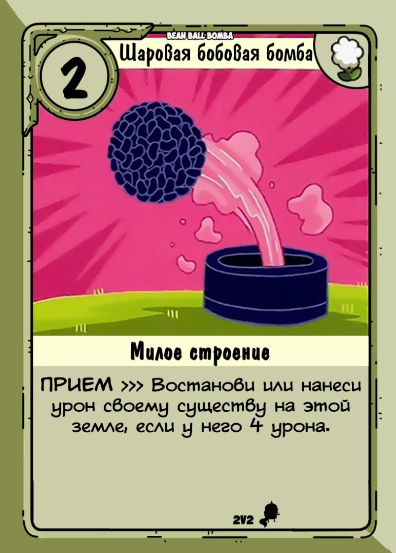 BEAN BALL BOMBA
Шаровая бобовая бомба
2
Милое строение
ПРИЕМ >>> Востанови или нанеси
урон своему существу на этой
земле, если у него 4 урона.
2V2